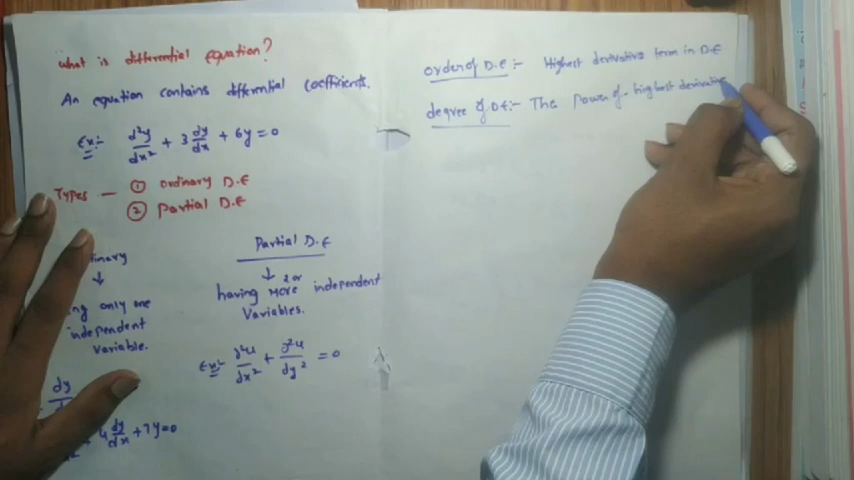 What is differential equation?
An equation contains differential coefficients.
Ex:- d²y/dx² + 3 dy/dx + 6y = 0
Types — ① ordinary D.E
② Partial D.E
Partial D.E
↓ 2 or
having more independent
Variables.
only one
independent
Variable.
Ex:- ∂²u/dx² + ∂²u/dy² = 0
dy
4 dy/dx + 7y = 0
order of D.E :- Highest derivative term in D.E
degree of D.E :- The Power of highest derivative